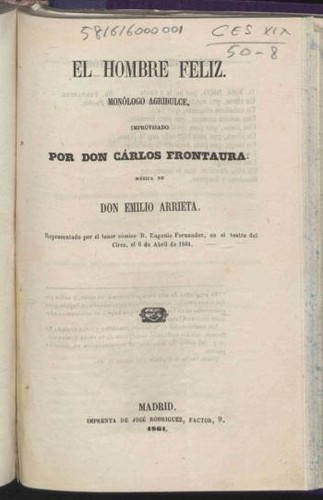 581616000001
CES XIX
50-8
EL HOMBRE FELIZ.
MONÓLOGO AGRIDULCE,
IMPROVISADO
POR DON CÁRLOS FRONTAURA:
MÚSICA DE
DON EMILIO ARRIETA.
Representado por el tenor cómico D. Eugenio Fernandez, en el teatro del
Circo, el 6 de Abril de 1861.
MADRID.
IMPRENTA DE JOSÉ RODRIGUEZ, FACTOR, 9.
1861.